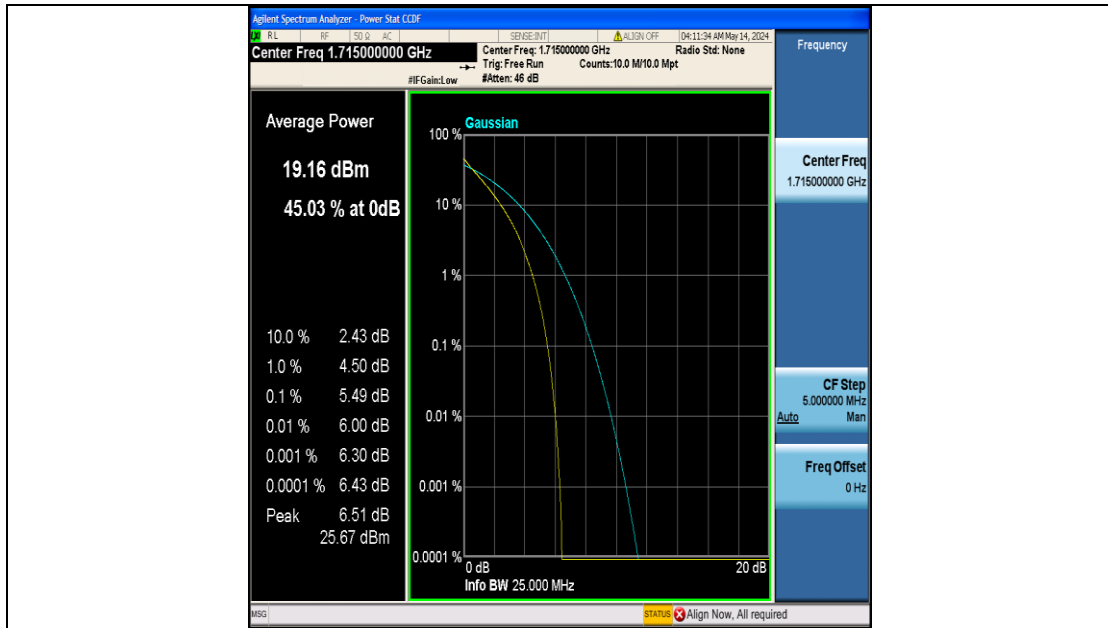 Agilent Spectrum Analyzer - Power Stat CCDF
RL RF 50 Ω AC SENSE:INT ALIGN OFF 04:11:34 AM May 14, 2024
Center Freq 1.715000000 GHz
Center Freq: 1.715000000 GHz Radio Std: None
Trig: Free Run Counts:10.0 M/10.0 Mpt
#IFGain:Low #Atten: 46 dB
Frequency
Average Power
19.16 dBm
45.03 % at 0dB
10.0 % 2.43 dB
1.0 % 4.50 dB
0.1 % 5.49 dB
0.01 % 6.00 dB
0.001 % 6.30 dB
0.0001 % 6.43 dB
Peak 6.51 dB
25.67 dBm
Gaussian
100 %
10 %
1 %
0.1 %
0.01 %
0.001 %
0.0001 %
0 dB 20 dB
Info BW 25.000 MHz
Center Freq
1.715000000 GHz
CF Step
5.000000 MHz
Auto Man
Freq Offset
0 Hz
MSG STATUS Align Now, All required